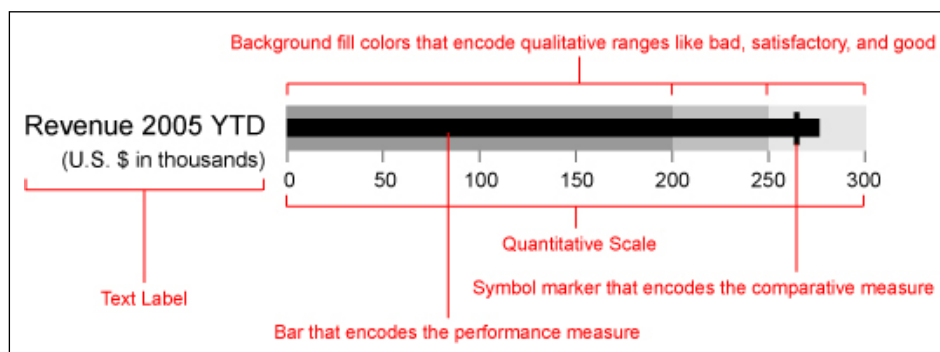 Background fill colors that encode qualitative ranges like bad, satisfactory, and good
Revenue 2005 YTD
(U.S. $ in thousands)
0 50 100 150 200 250 300
Quantitative Scale
Text Label
Symbol marker that encodes the comparative measure
Bar that encodes the performance measure